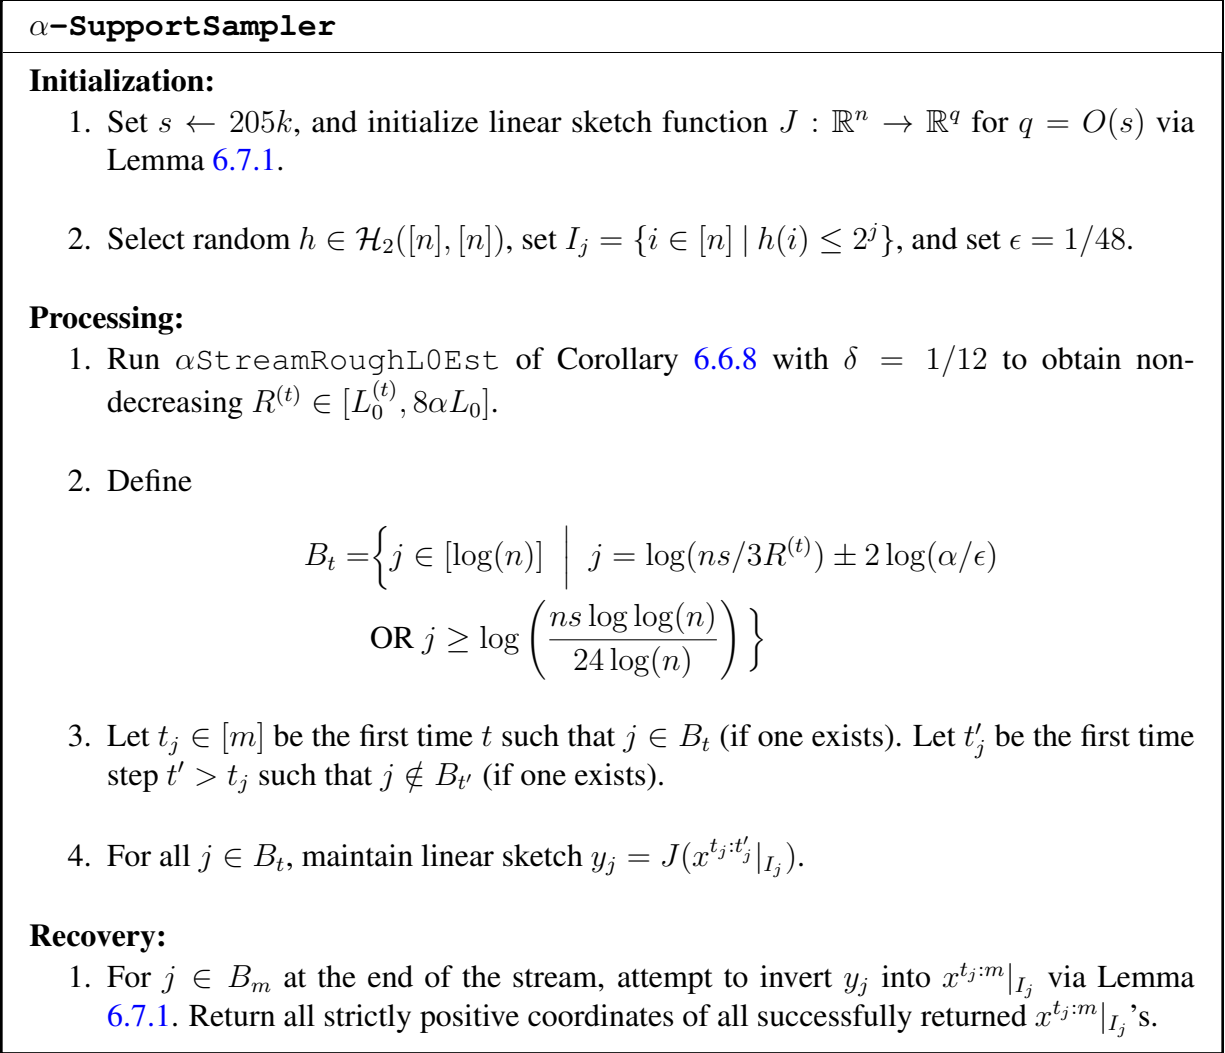 α-SupportSampler
Initialization:
1. Set s ← 205k, and initialize linear sketch function J : ℝⁿ → ℝ^q for q = O(s) via
Lemma 6.7.1.
2. Select random h ∈ ℋ₂([n], [n]), set I_j = {i ∈ [n] | h(i) ≤ 2^j}, and set ϵ = 1/48.
Processing:
1. Run αStreamRoughL0Est of Corollary 6.6.8 with δ = 1/12 to obtain non-
decreasing R^(t) ∈ [L_0^(t), 8αL_0].
2. Define
B_t = { j ∈ [log(n)] | j = log(ns/3R^(t)) ± 2 log(α/ϵ)
OR j ≥ log ( ns log log(n) / 24 log(n) ) }
3. Let t_j ∈ [m] be the first time t such that j ∈ B_t (if one exists). Let t'_j be the first time
step t' > t_j such that j ∉ B_t' (if one exists).
4. For all j ∈ B_t, maintain linear sketch y_j = J(x^{t_j:t'_j}|_{I_j}).
Recovery:
1. For j ∈ B_m at the end of the stream, attempt to invert y_j into x^{t_j:m}|_{I_j} via Lemma
6.7.1. Return all strictly positive coordinates of all successfully returned x^{t_j:m}|_{I_j}'s.